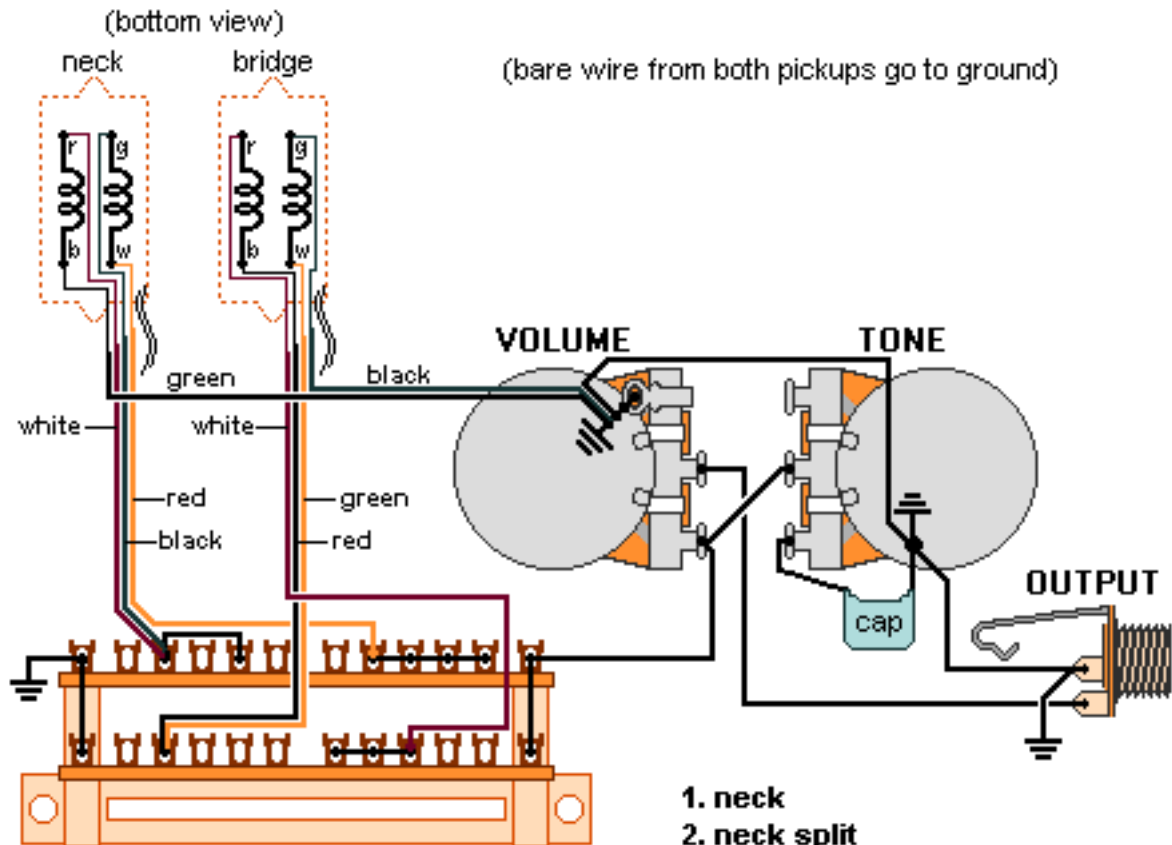 (bottom view)
neck
bridge
(bare wire from both pickups go to ground)
r
g
r
g
b
w
b
w
VOLUME
TONE
green
black
white
white
red
green
black
red
OUTPUT
cap
1. neck
2. neck split